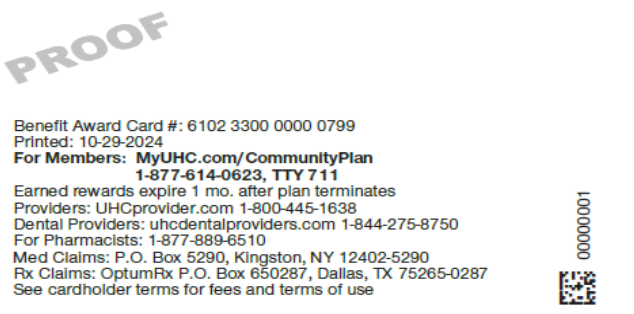 PROOF
Benefit Award Card #: 6102 3300 0000 0799
Printed: 10-29-2024
For Members: MyUHC.com/CommunityPlan
1-877-614-0623, TTY 711
Earned rewards expire 1 mo. after plan terminates
Providers: UHCprovider.com 1-800-445-1638
Dental Providers: uhcdentalproviders.com 1-844-275-8750
For Pharmacists: 1-877-889-6510
Med Claims: P.O. Box 5290, Kingston, NY 12402-5290
Rx Claims: OptumRx P.O. Box 650287, Dallas, TX 75265-0287
See cardholder terms for fees and terms of use
00000001